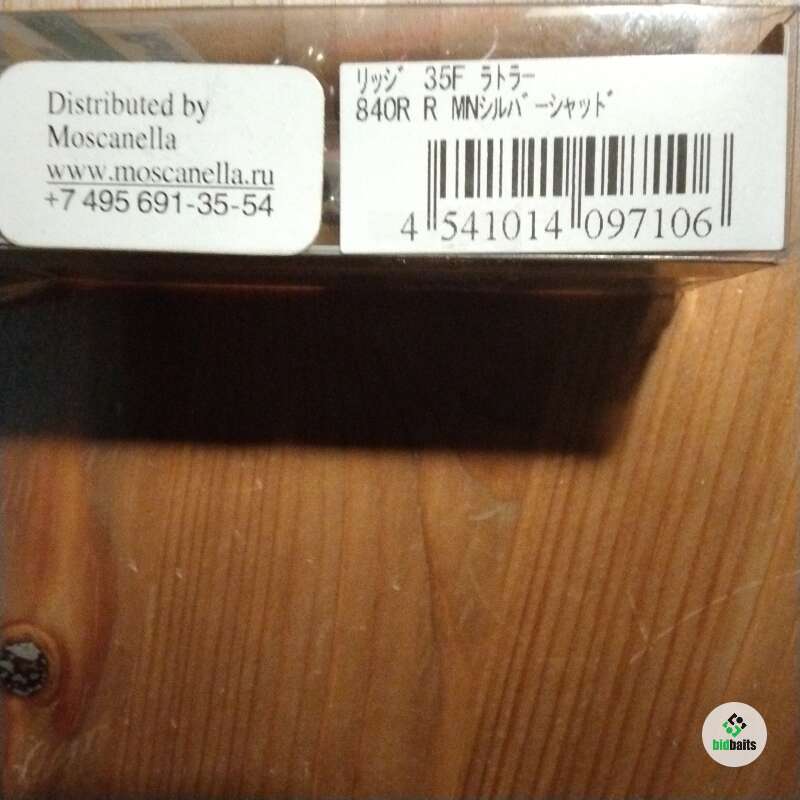 Distributed by
Moscanella
www.moscanella.ru
+7 495 691-35-54
ﾘｯｼﾞ 35F ﾗﾄﾗｰ
840R R MNｼﾙﾊﾞｰｼｬｯﾄﾞ
4 541014 097106
bidbaits